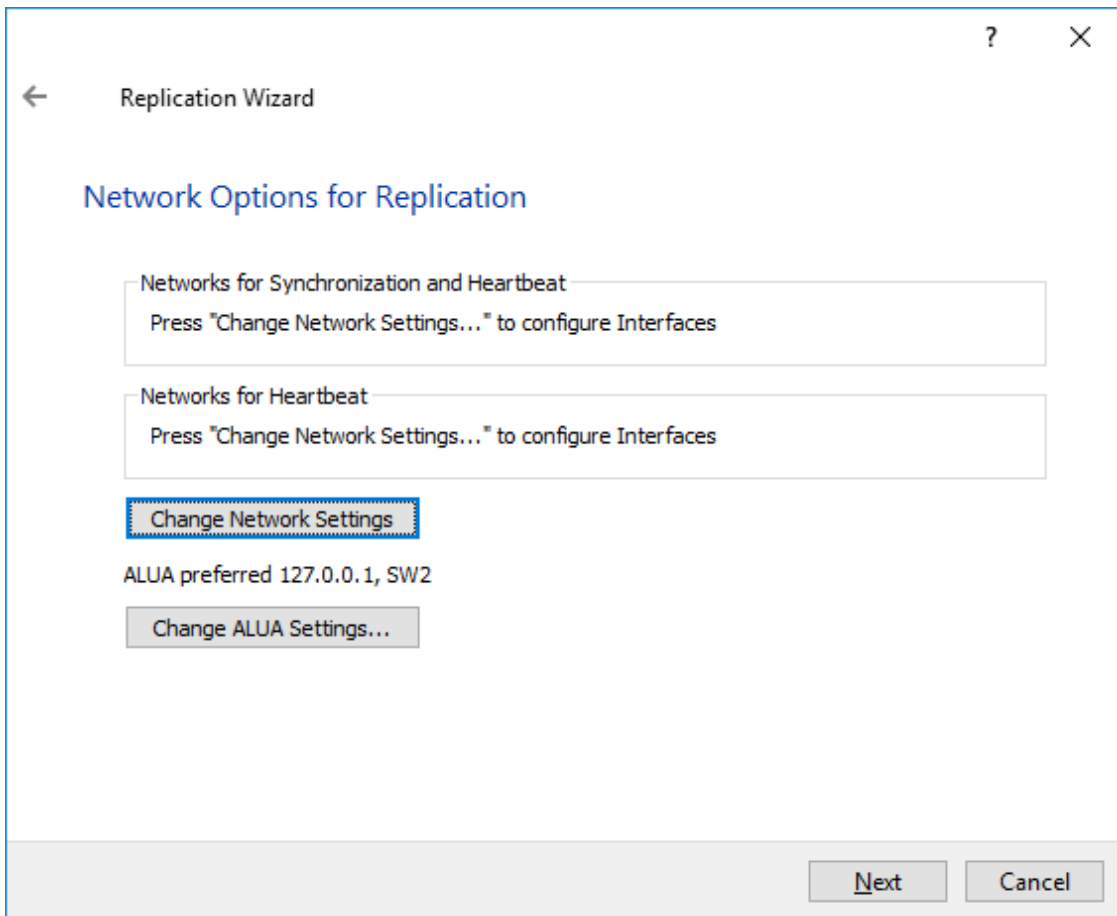 ?
Replication Wizard
Network Options for Replication
Networks for Synchronization and Heartbeat
Press "Change Network Settings..." to configure Interfaces
Networks for Heartbeat
Press "Change Network Settings..." to configure Interfaces
Change Network Settings
ALUA preferred 127.0.0.1, SW2
Change ALUA Settings...
Next Cancel